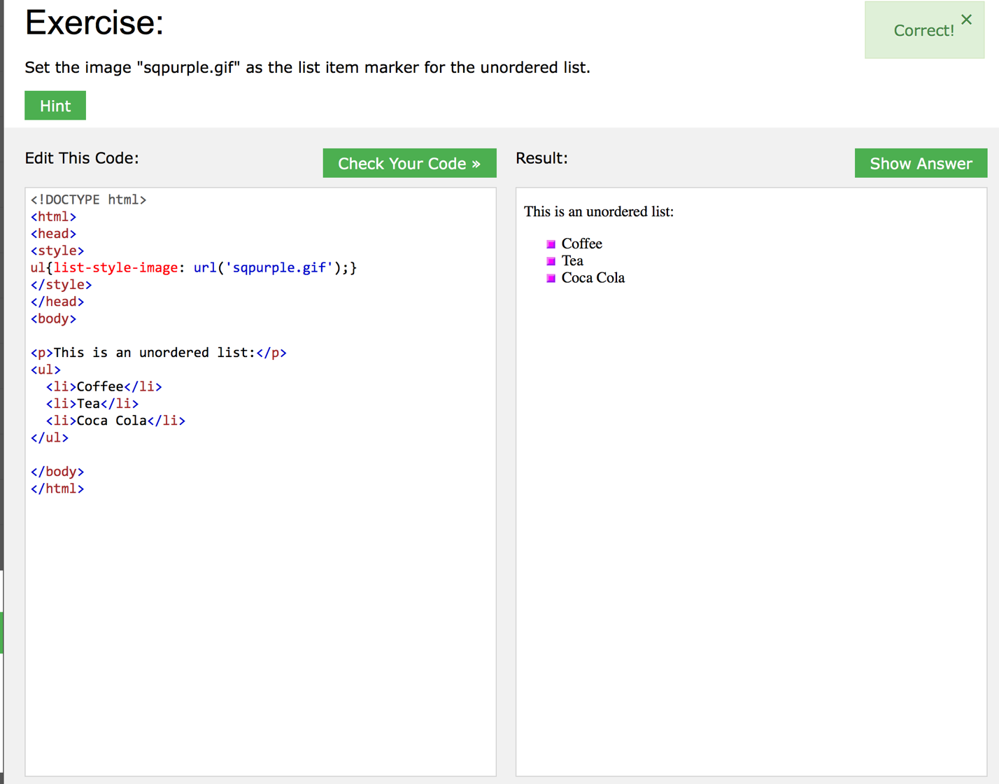 Exercise:
Correct! ×
Set the image "sqpurple.gif" as the list item marker for the unordered list.
Hint
Edit This Code:
Check Your Code »
Result:
Show Answer
<!DOCTYPE html>
<html>
<head>
<style>
ul{list-style-image: url('sqpurple.gif');}
</style>
</head>
<body>
<p>This is an unordered list:</p>
<ul>
  <li>Coffee</li>
  <li>Tea</li>
  <li>Coca Cola</li>
</ul>
</body>
</html>
This is an unordered list:
Coffee
Tea
Coca Cola